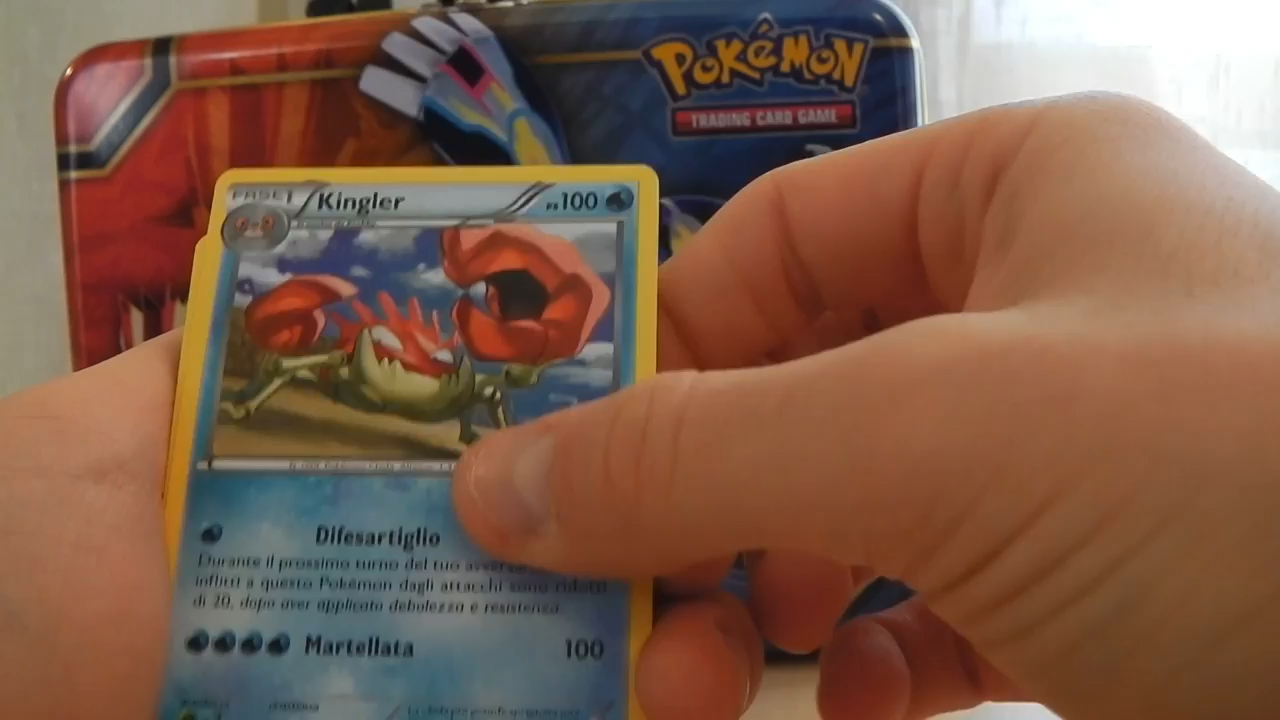 POKéMON
TRADING CARD GAME
FASE 1 Kingler PS100
Difesartiglio
Durante il prossimo turno del tuo
inflitti a questo Pokémon dagli attacchi sono ridotti
di 20, dopo aver applicato debolezza e resistenza.
Martellata 100